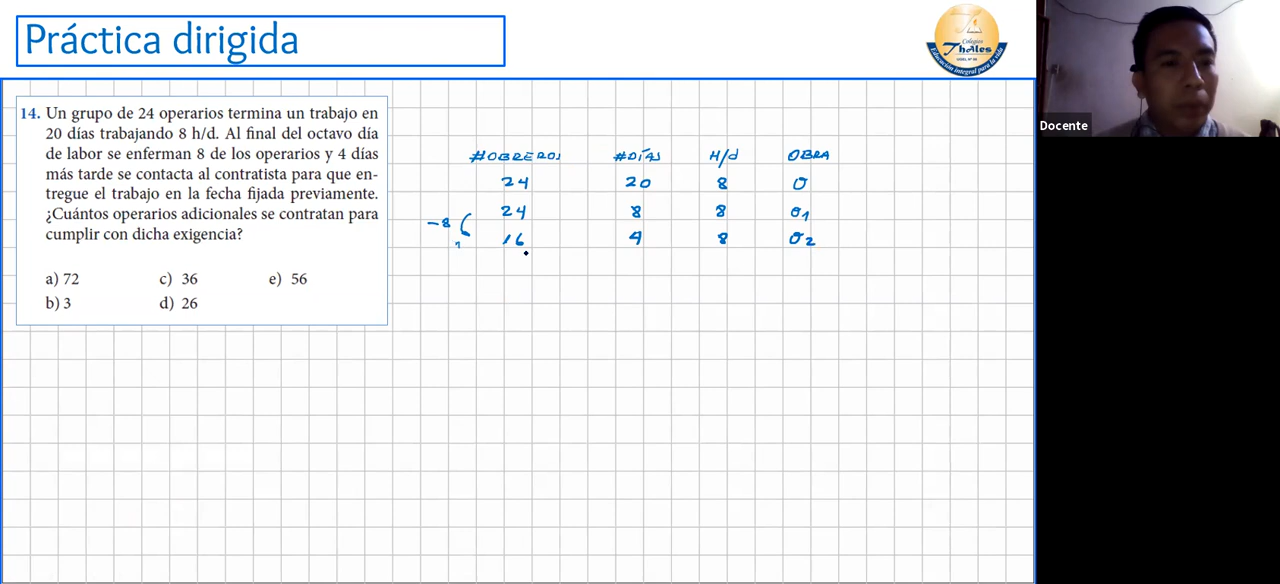 Práctica dirigida
Colegios
Thales
UGEL Nº 06
Educación integral para la vida
Docente
14. Un grupo de 24 operarios termina un trabajo en
20 días trabajando 8 h/d. Al final del octavo día
de labor se enferman 8 de los operarios y 4 días
más tarde se contacta al contratista para que en-
tregue el trabajo en la fecha fijada previamente.
¿Cuántos operarios adicionales se contratan para
cumplir con dicha exigencia?
a) 72 c) 36 e) 56
b) 3 d) 26
#OBREROS #DÍAS H/d OBRA
24 20 8 O
24 8 8 O1
-8
16 4 8 O2